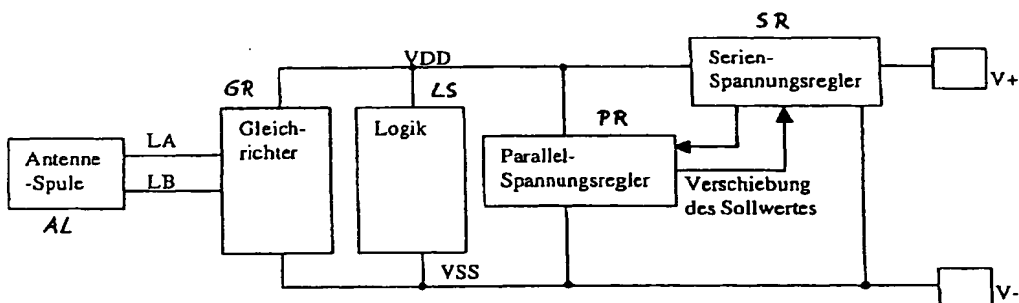 SR
VDD
Serien-
Spannungsregler
V+
GR
LS
PR
Gleich-
richter
Logik
Antenne
-Spule
LA
LB
AL
Parallel-
Spannungsregler
Verschiebung
des Sollwertes
VSS
V-